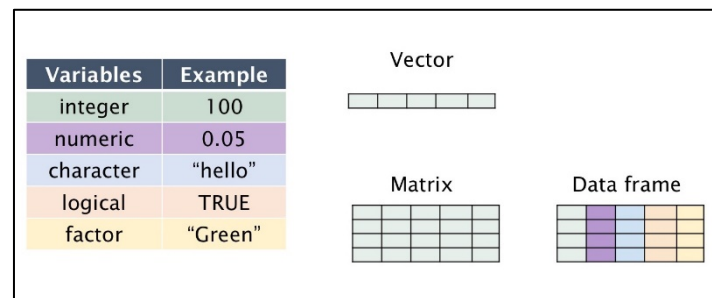 Variables Example
integer 100
numeric 0.05
character “hello”
logical TRUE
factor “Green”
Vector
Matrix
Data frame